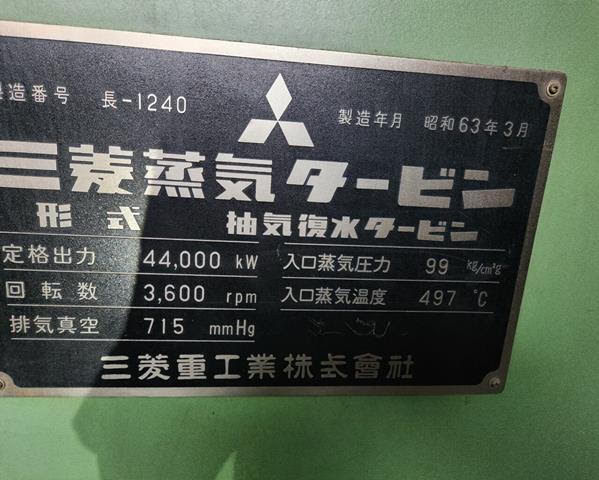 製造番号 長-1240
製造年月 昭和63年3月
三菱蒸気タービン
形式 抽気復水タービン
定格出力 44,000 kW 入口蒸気圧力 99 kg/cm²g
回転数 3,600 rpm 入口蒸気温度 497 ℃
排気真空 715 mmHg
三菱重工業株式會社